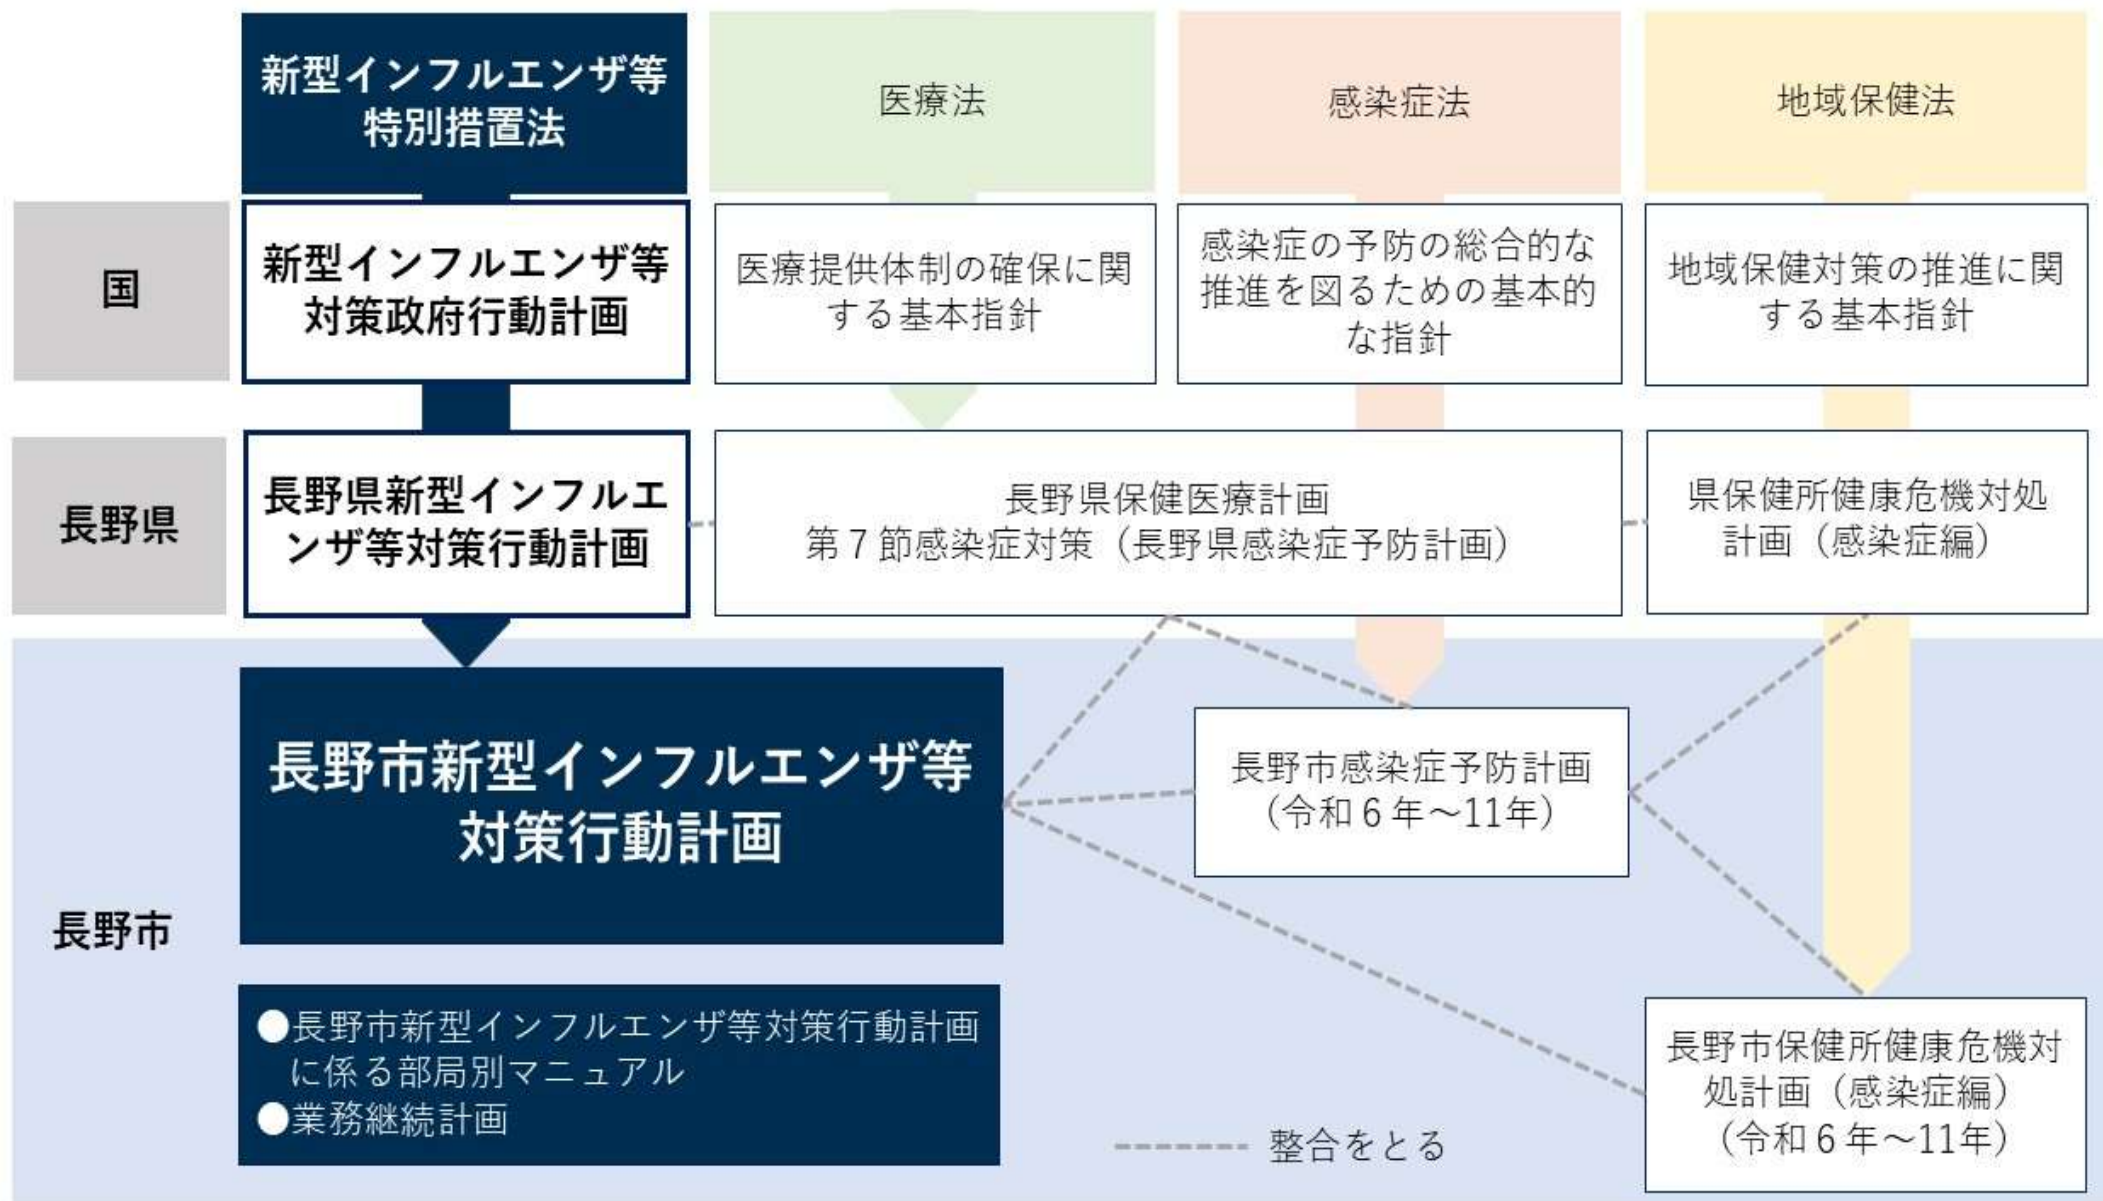 新型インフルエンザ等
特別措置法
医療法
感染症法
地域保健法
国
新型インフルエンザ等
対策政府行動計画
医療提供体制の確保に関
する基本指針
感染症の予防の総合的な
推進を図るための基本的
な指針
地域保健対策の推進に関
する基本指針
長野県
長野県新型インフルエ
ンザ等対策行動計画
長野県保健医療計画
第７節感染症対策（長野県感染症予防計画）
県保健所健康危機対処
計画（感染症編）
長野市
長野市新型インフルエンザ等
対策行動計画
長野市感染症予防計画
（令和６年～11年）
●長野市新型インフルエンザ等対策行動計画
に係る部局別マニュアル
●業務継続計画
長野市保健所健康危機対
処計画（感染症編）
（令和６年～11年）
整合をとる